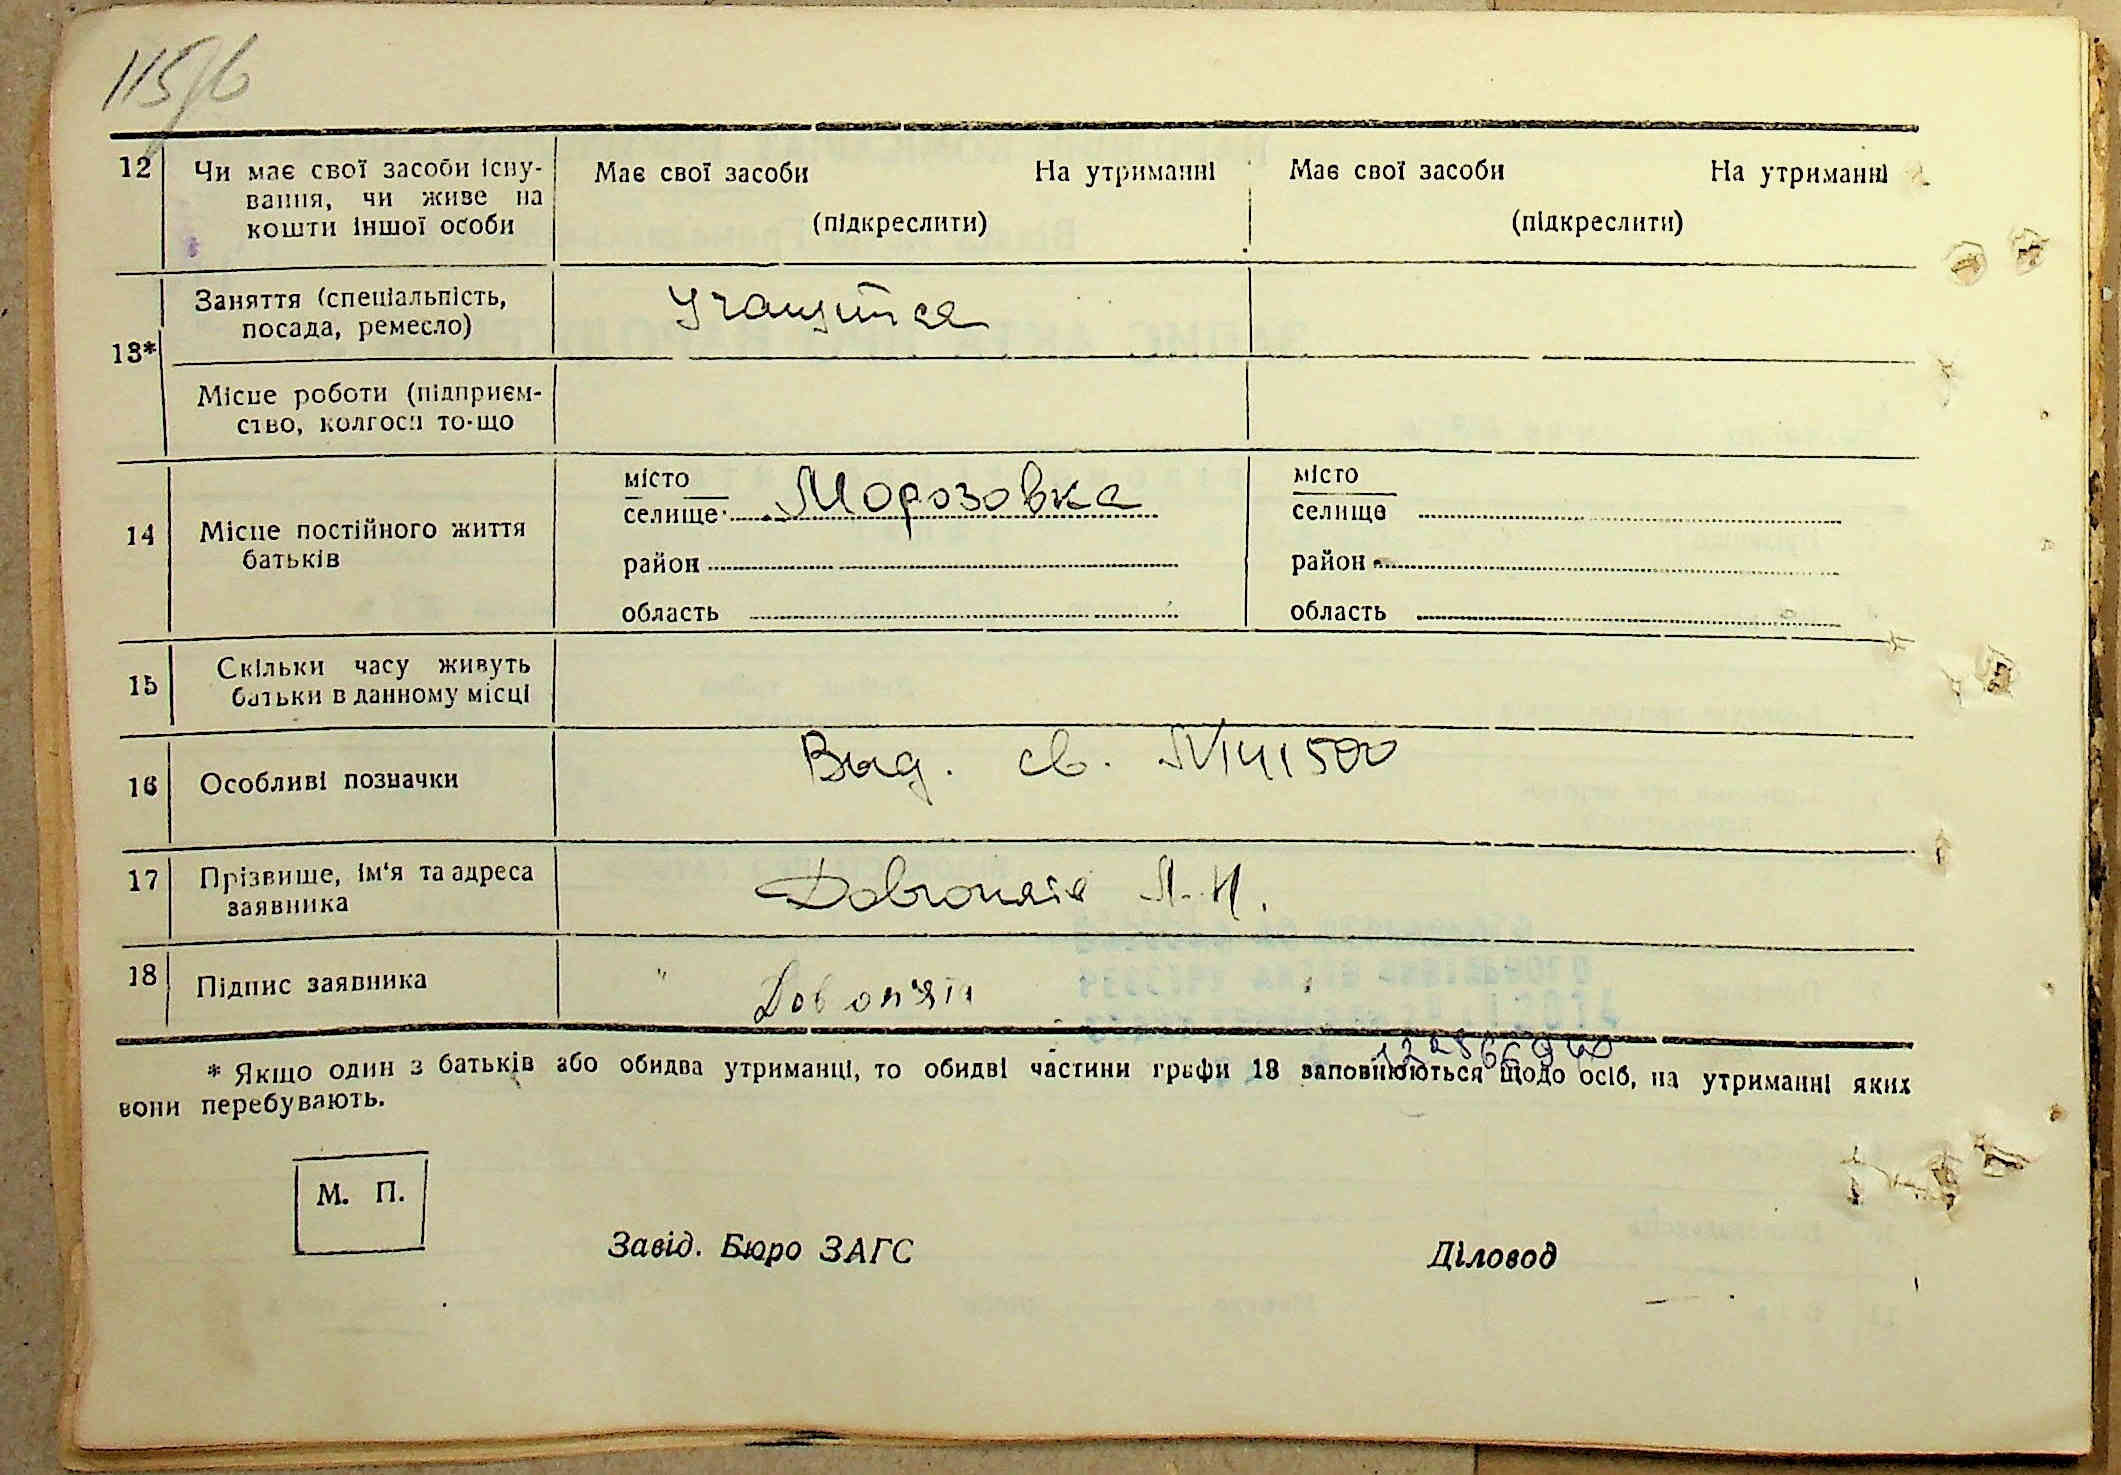 115/б
12 Чи має свої засоби існу- Має свої засоби На утриманні Має свої засоби На утриманні
вання, чи живе на
кошти іншої особи (підкреслити) (підкреслити)
Заняття (спеціальність,
посада, ремесло) Учащийся
13*
Місце роботи (підприєм-
ство, колгосп то-що
місто місто
селище Морозовка селище
14 Місце постійного життя
батьків район район
область область
15 Скільки часу живуть
батьки в данному місці
16 Особливі позначки Выд. св. № 141500
17 Прізвище, ім'я та адреса
заявника Довгопятя
18 Підпис заявника
* Якщо один з батьків або обидва утриманці, то обидві частини графи 13 заповнюються щодо осіб, на утриманні яких
вони перебувають.
М. П.
Завід. Бюро ЗАГС Діловод